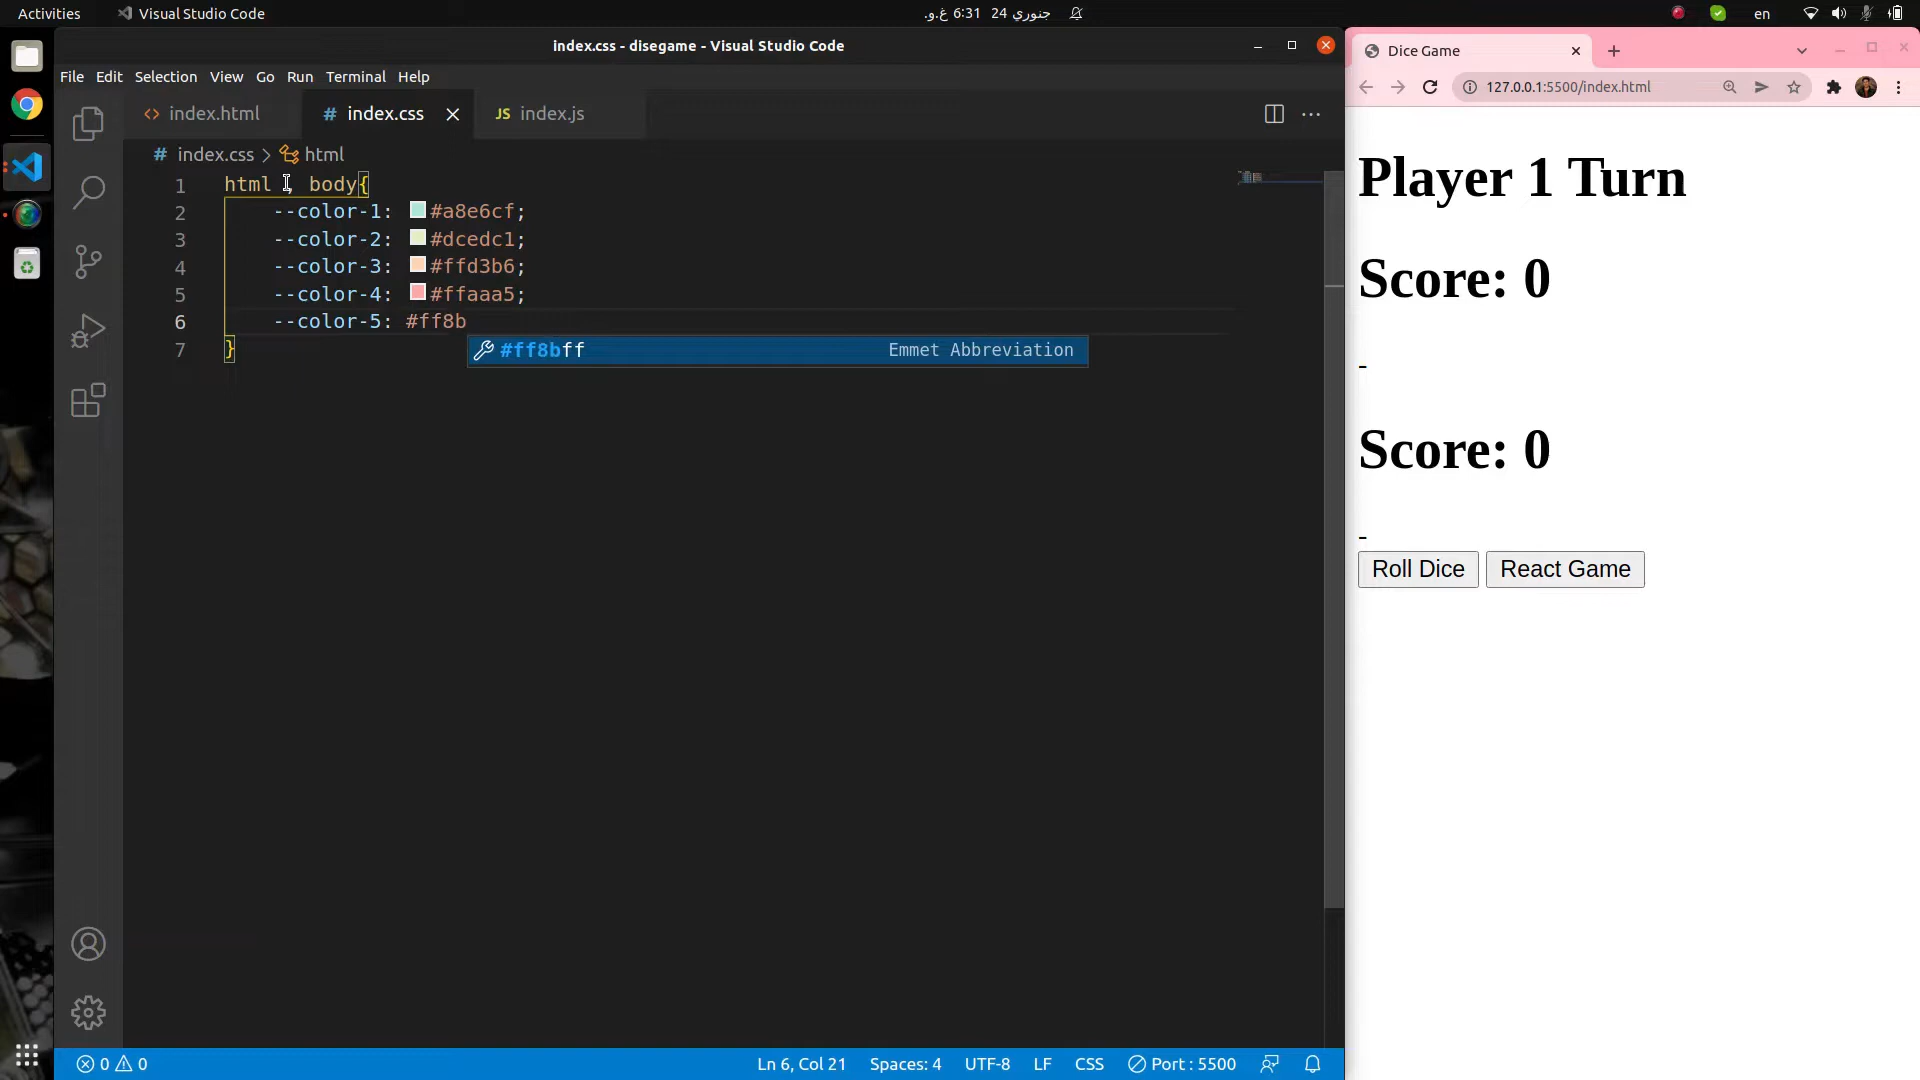 Activities
Visual Studio Code
جنوري 24  6:31 غ.و.
en
index.css - disegame - Visual Studio Code
File Edit Selection View Go Run Terminal Help
index.html
# index.css
JS index.js
# index.css > html
1 html , body{
2 --color-1: #a8e6cf;
3 --color-2: #dcedc1;
4 --color-3: #ffd3b6;
5 --color-4: #ffaaa5;
6 --color-5: #ff8b
7 }
#ff8bff Emmet Abbreviation
0 0
Ln 6, Col 21
Spaces: 4
UTF-8
LF
CSS
Port : 5500
Dice Game
127.0.0.1:5500/index.html
Player 1 Turn
Score: 0
-
Score: 0
-
Roll Dice
React Game